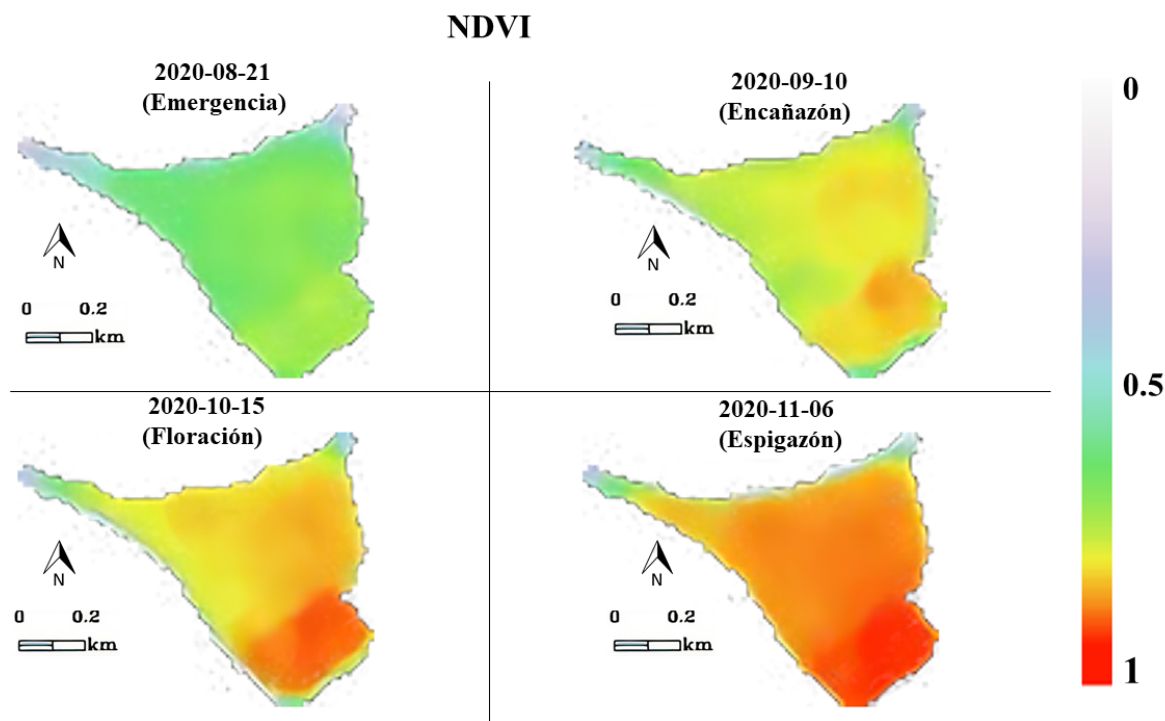 NDVI
2020-08-21
(Emergencia)
N
0 0.2
km
2020-09-10
(Encañazón)
N
0 0.2
km
0
0.5
1
2020-10-15
(Floración)
N
0 0.2
km
2020-11-06
(Espigazón)
N
0 0.2
km